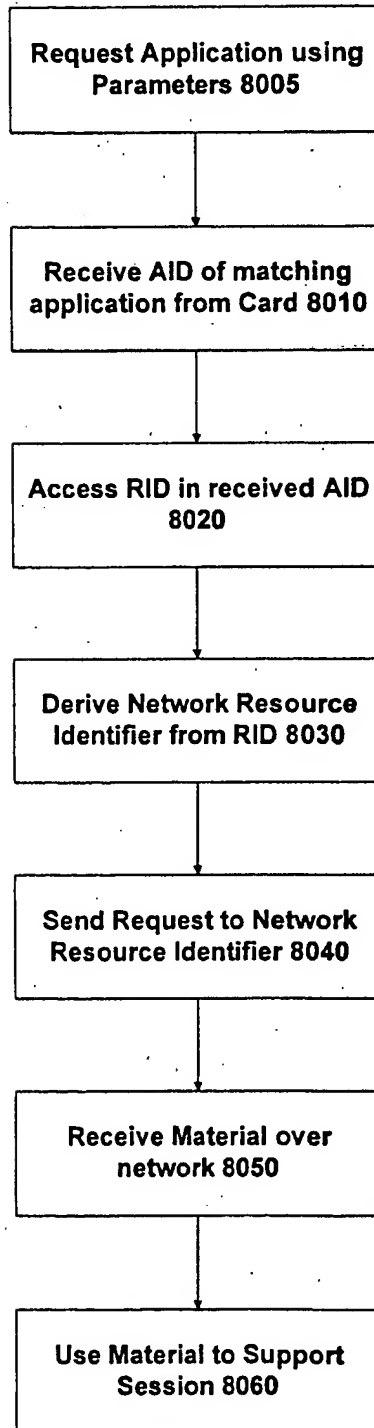 Request Application using
Parameters 8005
Receive AID of matching
application from Card 8010
Access RID in received AID
8020
Derive Network Resource
Identifier from RID 8030
Send Request to Network
Resource Identifier 8040
Receive Material over
network 8050
Use Material to Support
Session 8060